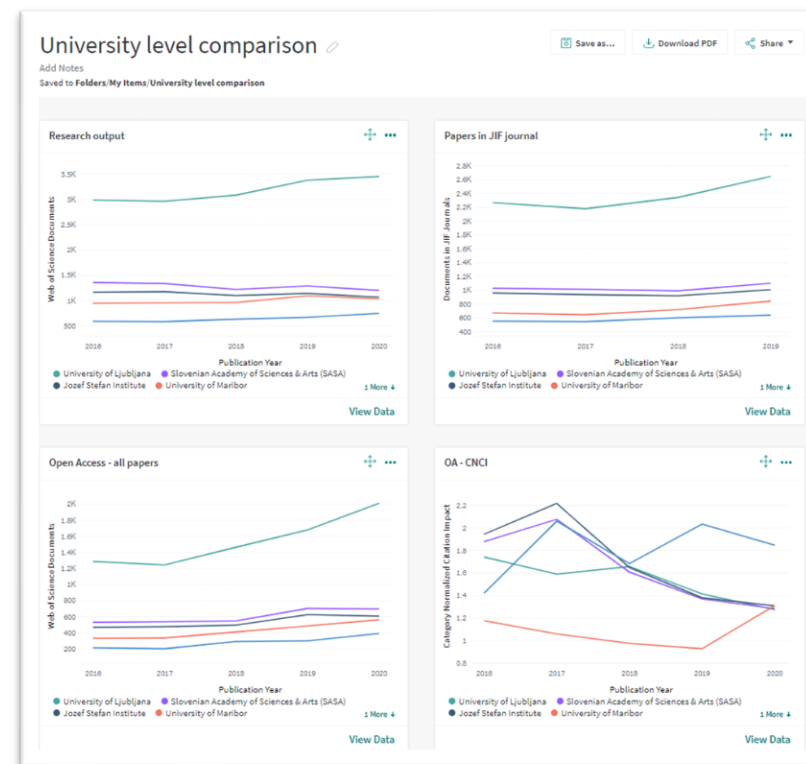 University level comparison
Save as...
Download PDF
Share
Add Notes
Saved to Folders/My Items/University level comparison
Research output
Web of Science Documents
3.5K
3K
2.5K
2K
1.5K
1K
500
2016 2017 2018 2019 2020
Publication Year
University of Ljubljana Slovenian Academy of Sciences & Arts (SASA)
Jozef Stefan Institute University of Maribor
1 More ↓
View Data
Papers in JIF journal
Documents in JIF Journals
2.8K
2.6K
2.4K
2.2K
2K
1.8K
1.6K
1.4K
1.2K
1K
800
600
400
2016 2017 2018 2019
Publication Year
University of Ljubljana Slovenian Academy of Sciences & Arts (SASA)
Jozef Stefan Institute University of Maribor
1 More ↓
View Data
Open Access - all papers
Web of Science Documents
2K
1.8K
1.6K
1.4K
1.2K
1K
800
600
400
200
2016 2017 2018 2019 2020
Publication Year
University of Ljubljana Slovenian Academy of Sciences & Arts (SASA)
Jozef Stefan Institute University of Maribor
1 More ↓
View Data
OA - CNCI
Category Normalized Citation Impact
2.2
2
1.8
1.6
1.4
1.2
1
0.8
2016 2017 2018 2019 2020
Publication Year
University of Ljubljana Slovenian Academy of Sciences & Arts (SASA)
Jozef Stefan Institute University of Maribor
1 More ↓
View Data